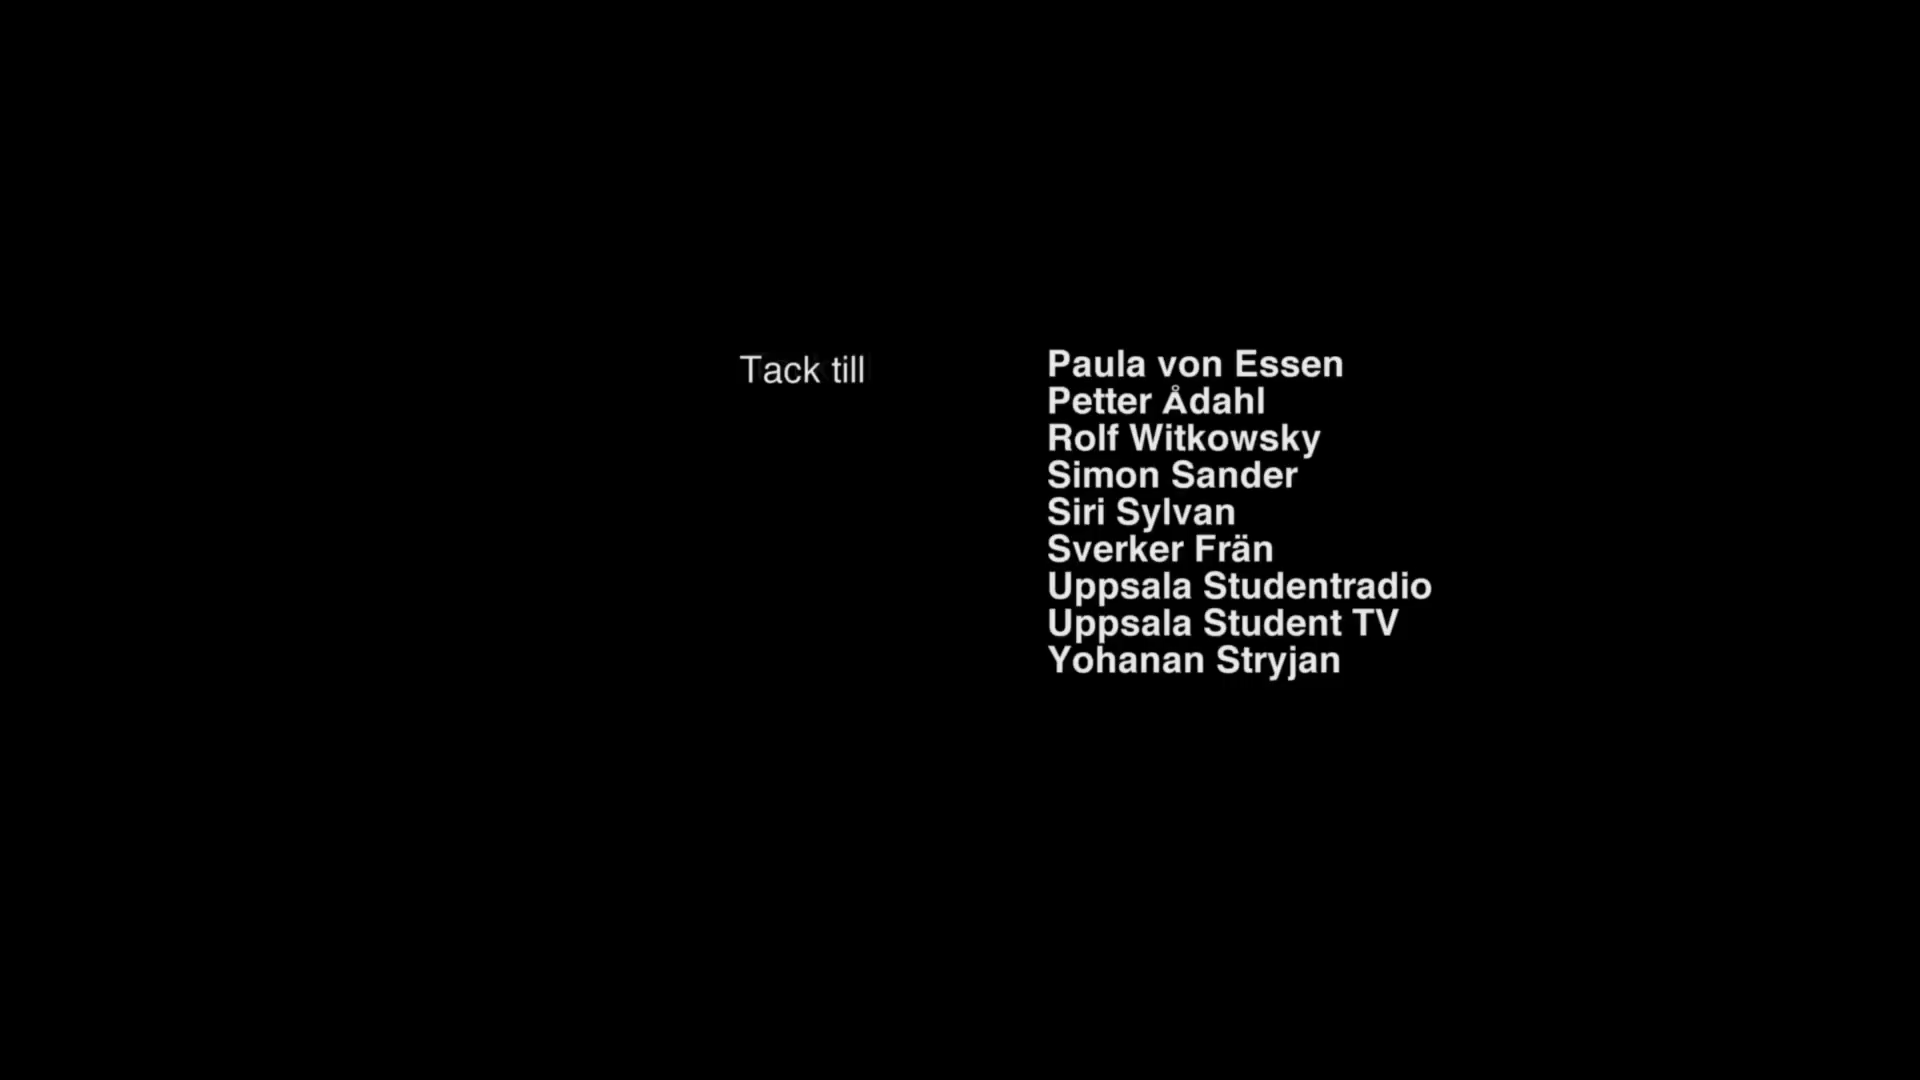 Tack till
Paula von Essen
Petter Ådahl
Rolf Witkowsky
Simon Sander
Siri Sylvan
Sverker Frän
Uppsala Studentradio
Uppsala Student TV
Yohanan Stryjan